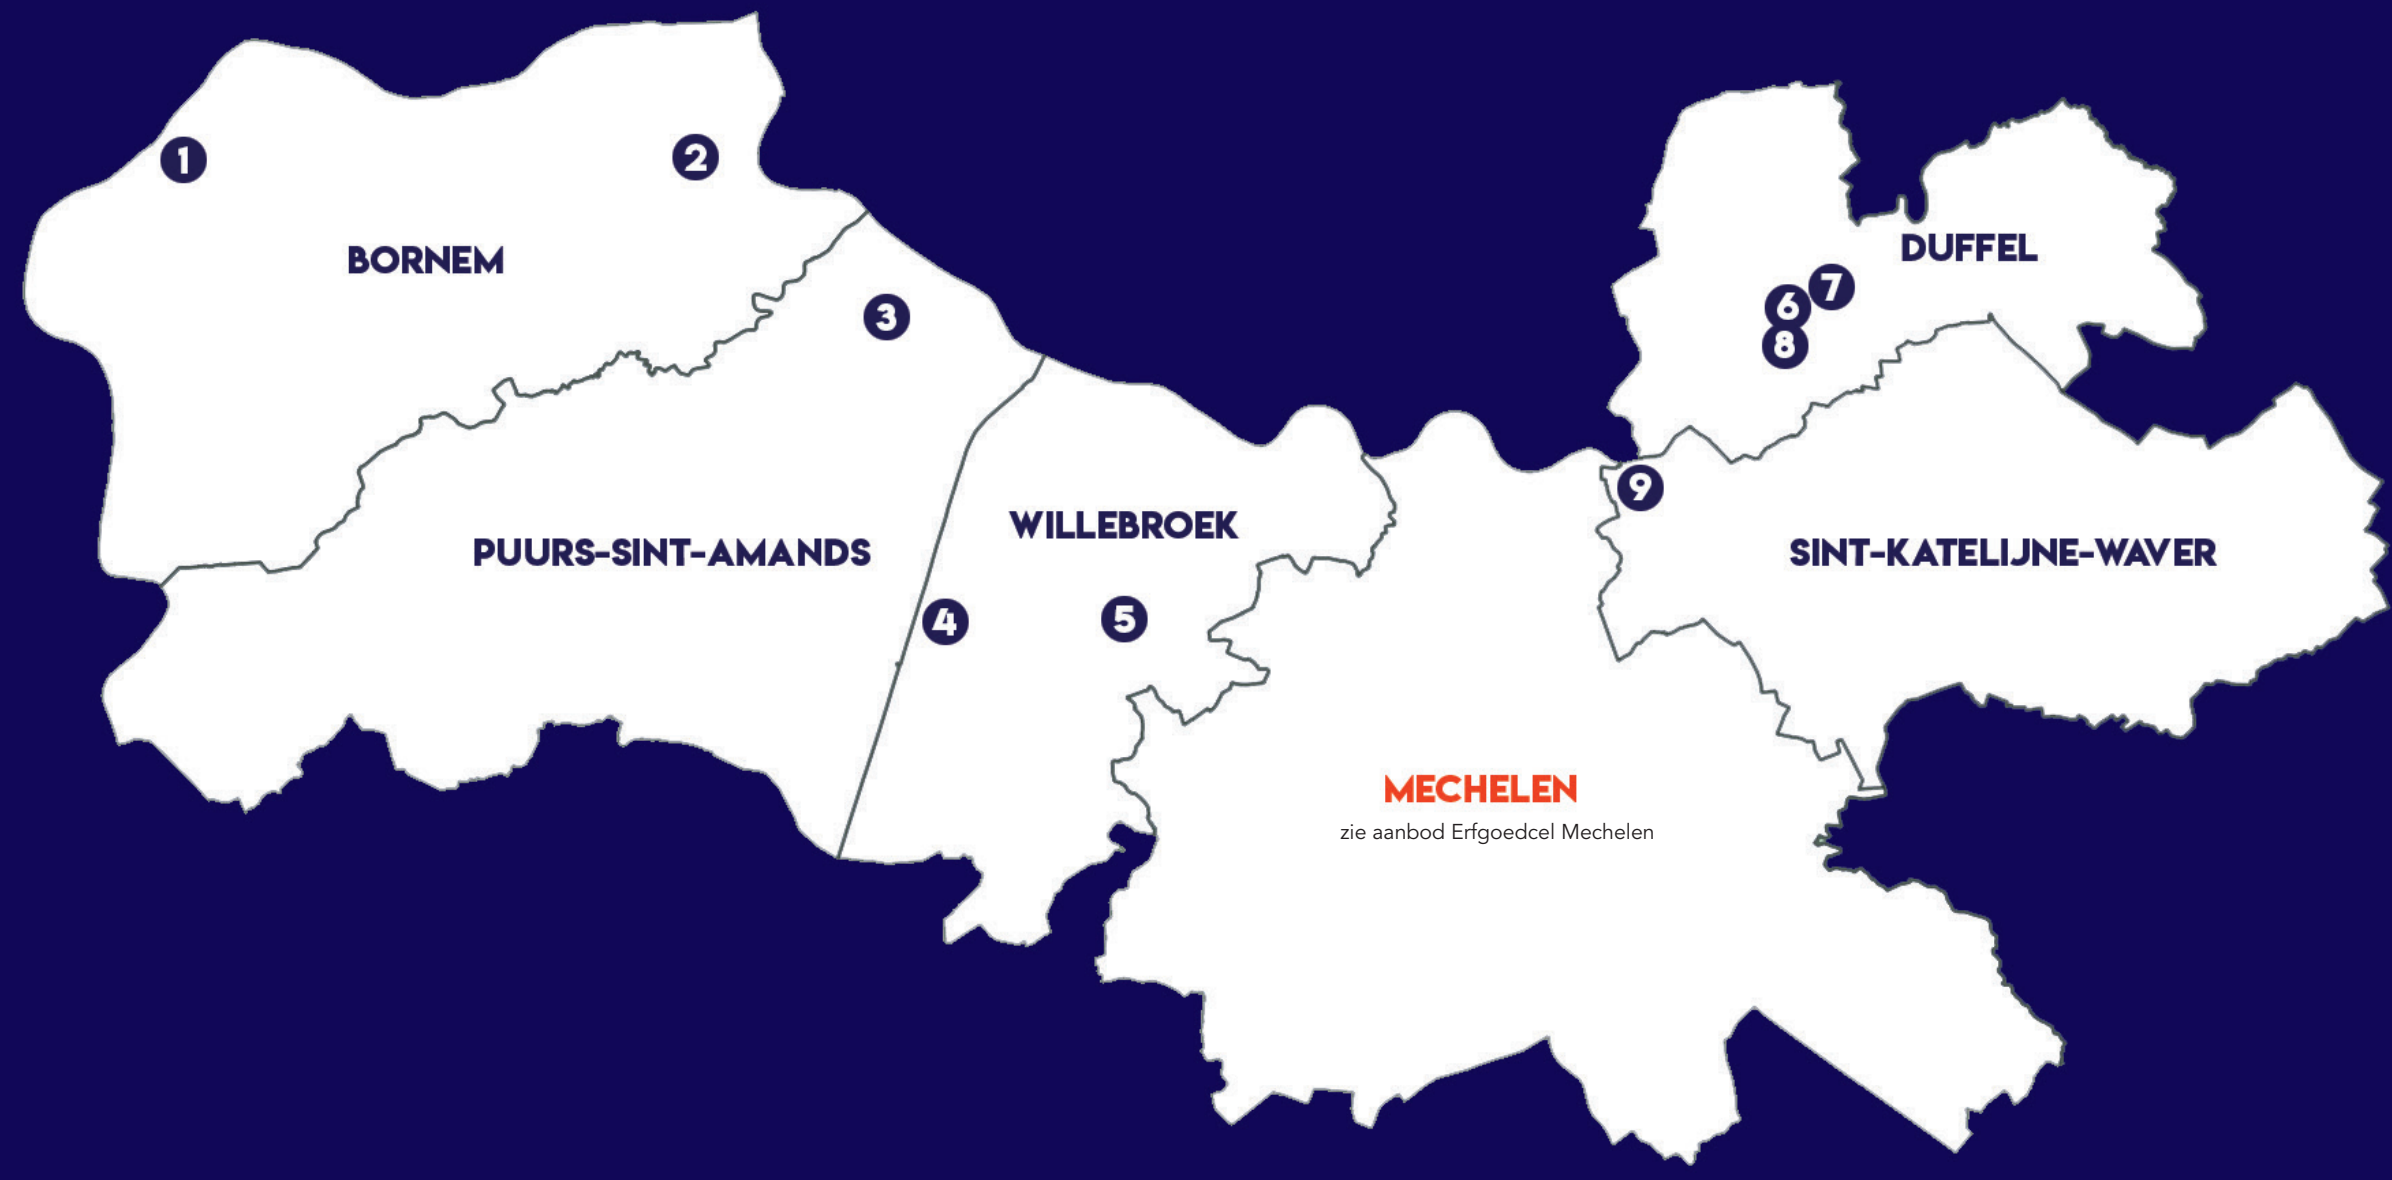 1
2
BORNEM
3
PUURS-SINT-AMANDS
4
WILLEBROEK
5
DUFFEL
7
6
8
9
SINT-KATELIJNE-WAVER
MECHELEN
zie aanbod Erfgoedcel Mechelen